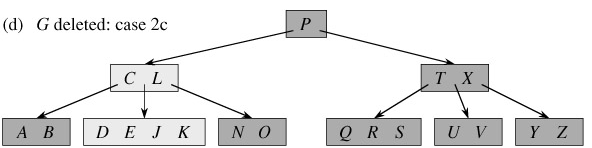 (d) G deleted: case 2c
P
C L
T X
A B
D E J K
N O
Q R S
U V
Y Z